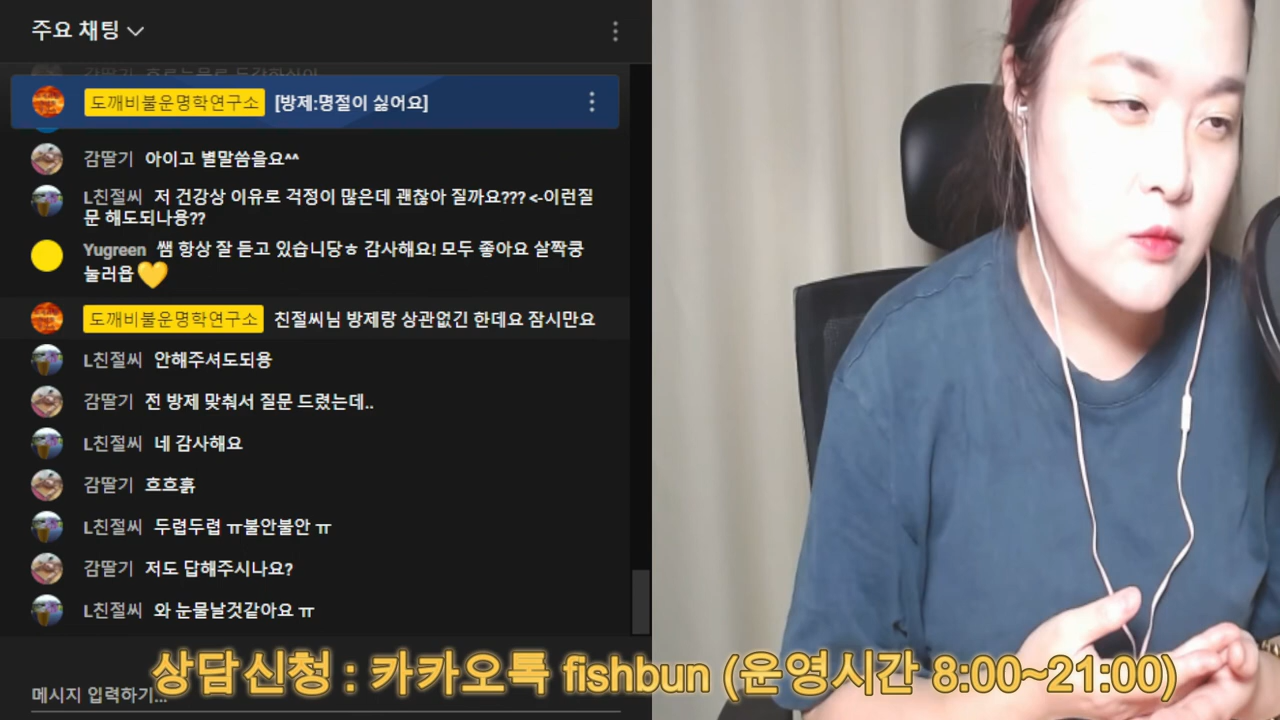 주요 채팅
도깨비불운명학연구소 [방제:명절이 싫어요]
감딸기 아이고 별말씀을요^^
L친절씨 저 건강상 이유로 걱정이 많은데 괜찮아 질까요??? <-이런질
문 해도되나용??
Yugreen 쌤 항상 잘 듣고 있습니당ㅎ 감사해요! 모두 좋아요 살짝쿵
눌러욥💛
도깨비불운명학연구소 친절씨님 방제랑 상관없긴 한데요 잠시만요
L친절씨 안해주셔도되용
감딸기 전 방제 맞춰서 질문 드렸는데..
L친절씨 네 감사해요
감딸기 흐흐흙
L친절씨 두렵두렵 ㅠ불안불안 ㅠ
감딸기 저도 답해주시나요?
L친절씨 와 눈물날것같아요 ㅠ
상담신청 : 카카오톡 fishbun (운영시간 8:00~21:00)
메시지 입력하기...